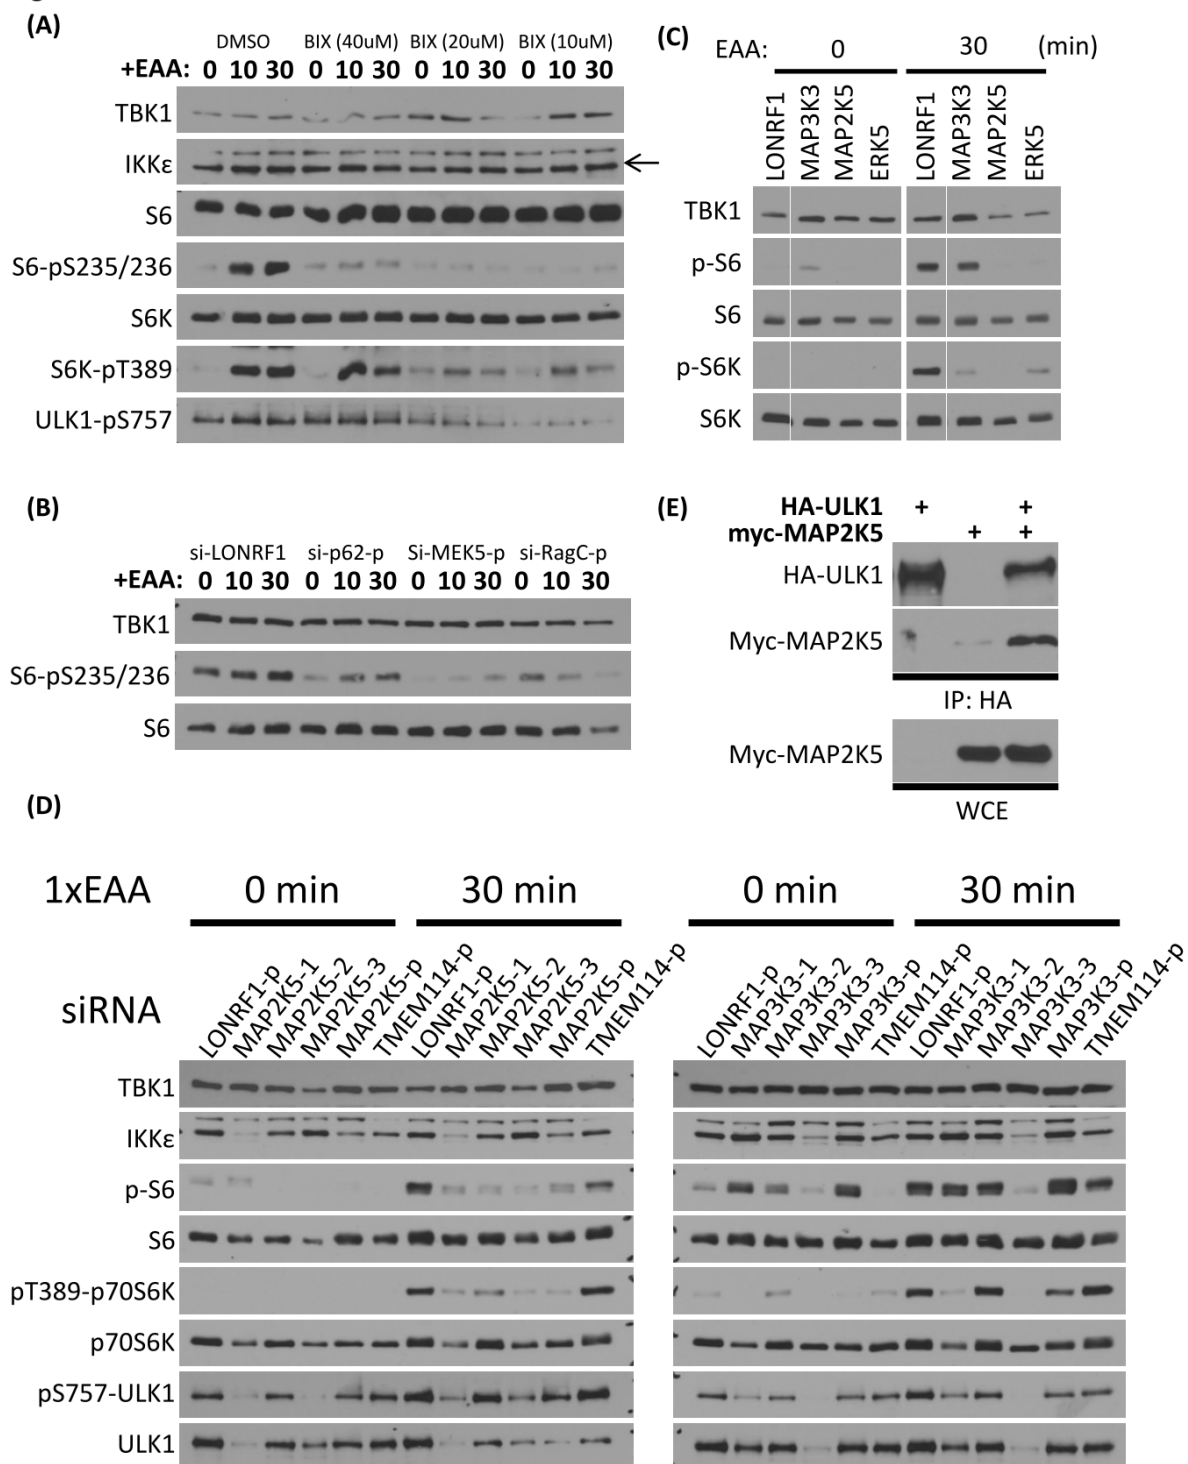 (A)
DMSO BIX (40uM) BIX (20uM) BIX (10uM)
+EAA: 0 10 30 0 10 30 0 10 30 0 10 30
TBK1
IKKε
S6
S6-pS235/236
S6K
S6K-pT389
ULK1-pS757
(B)
si-LONRF1 si-p62-p Si-MEK5-p si-RagC-p
+EAA: 0 10 30 0 10 30 0 10 30 0 10 30
TBK1
S6-pS235/236
S6
(C)
EAA: 0 30 (min)
LONRF1 MAP3K3 MAP2K5 ERK5 LONRF1 MAP3K3 MAP2K5 ERK5
TBK1
p-S6
S6
p-S6K
S6K
(E)
HA-ULK1 + +
myc-MAP2K5 + +
HA-ULK1
Myc-MAP2K5
IP: HA
Myc-MAP2K5
WCE
(D)
1xEAA 0 min 30 min 0 min 30 min
siRNA
LONRF1-p MAP2K5-1 MAP2K5-2 MAP2K5-3 MAP2K5-p TMEM114-p LONRF1-p MAP2K5-1 MAP2K5-2 MAP2K5-3 MAP2K5-p TMEM114-p
LONRF1-p MAP3K3-1 MAP3K3-2 MAP3K3-3 MAP3K3-p TMEM114-p LONRF1-p MAP3K3-1 MAP3K3-2 MAP3K3-3 MAP3K3-p TMEM114-p
TBK1
IKKε
p-S6
S6
pT389-p70S6K
p70S6K
pS757-ULK1
ULK1